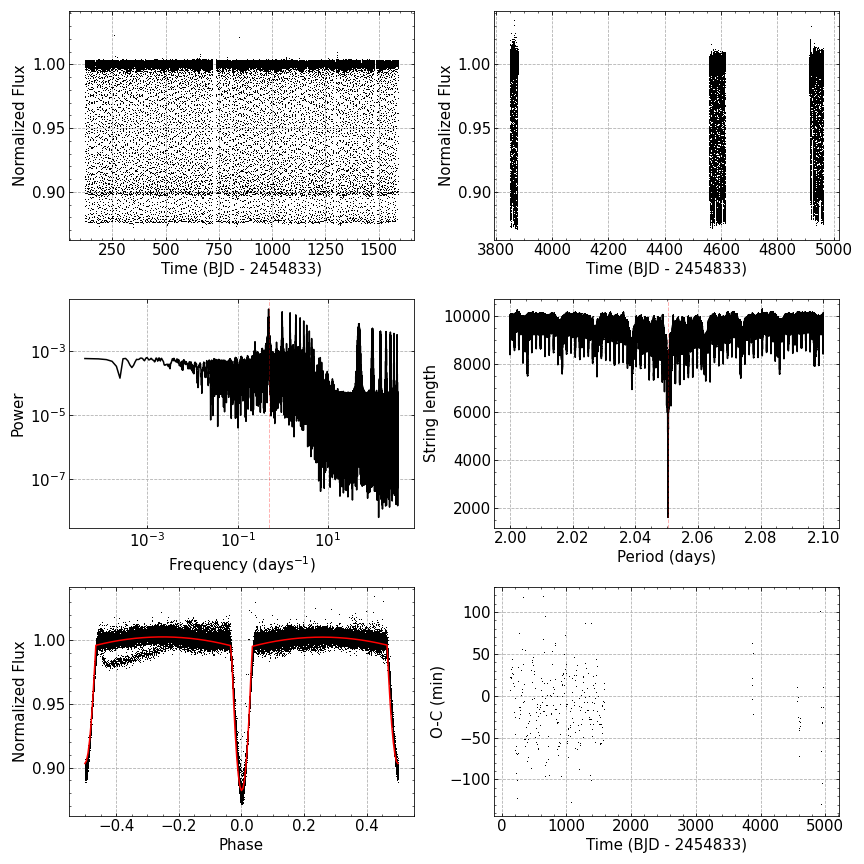 Normalized Flux
1.00
0.95
0.90
250 500 750 1000 1250 1500
Time (BJD - 2454833)
Normalized Flux
1.00
0.95
0.90
3800 4000 4200 4400 4600 4800 5000
Time (BJD - 2454833)
Power
10⁻³
10⁻⁵
10⁻⁷
10⁻³ 10⁻¹ 10¹
Frequency (days⁻¹)
String length
10000
8000
6000
4000
2000
2.00 2.02 2.04 2.06 2.08 2.10
Period (days)
Normalized Flux
1.00
0.95
0.90
−0.4 −0.2 0.0 0.2 0.4
Phase
O-C (min)
100
50
0
−50
−100
0 1000 2000 3000 4000 5000
Time (BJD - 2454833)